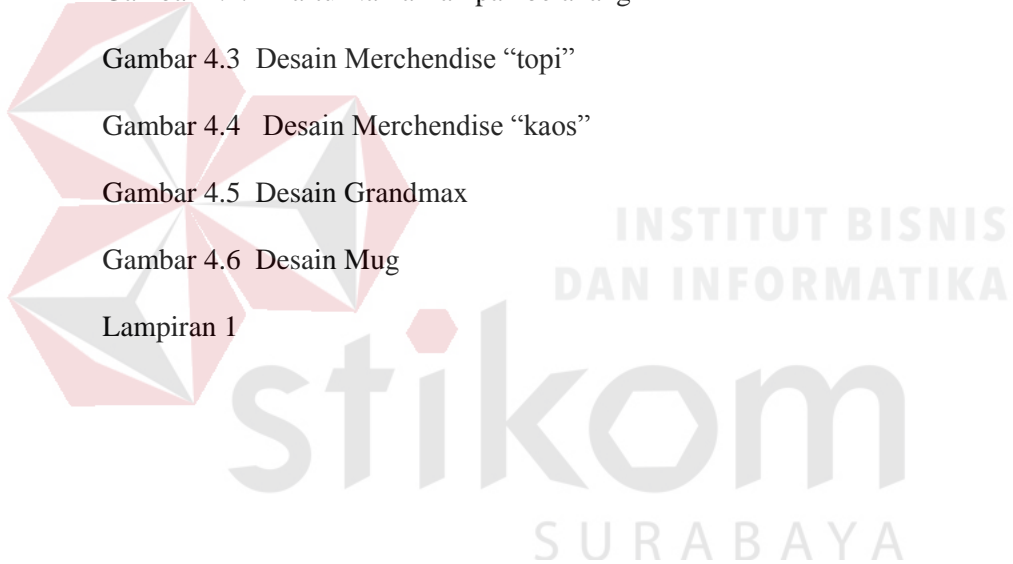 Gambar 4.3 Desain Merchendise “topi”
Gambar 4.4 Desain Merchendise “kaos”
Gambar 4.5 Desain Grandmax
Gambar 4.6 Desain Mug
Lampiran 1
INSTITUT BISNIS
DAN INFORMATIKA
stikom
SURABAYA